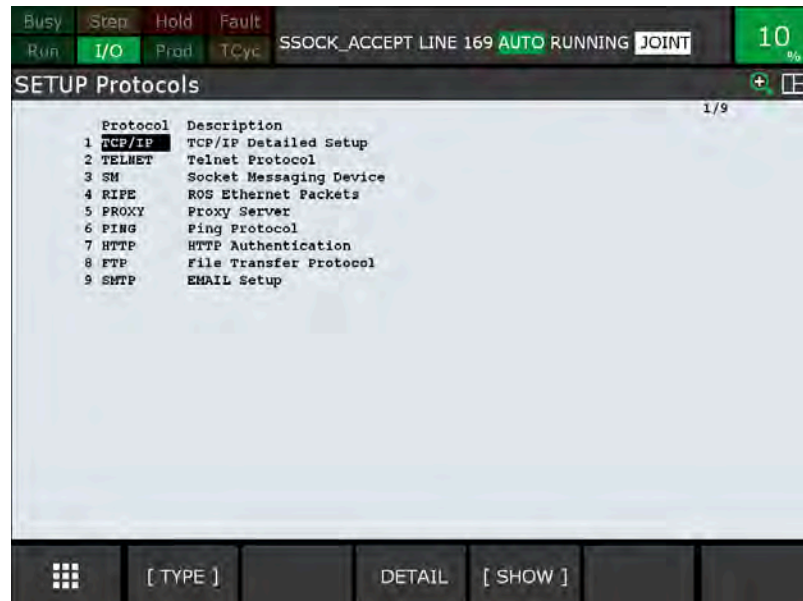 Busy Step Hold Fault
Run I/O Prod TCyc
SSOCK_ACCEPT LINE 169 AUTO RUNNING JOINT
10 %
SETUP Protocols
1/9
Protocol Description
1 TCP/IP TCP/IP Detailed Setup
2 TELNET Telnet Protocol
3 SM Socket Messaging Device
4 RIPE ROS Ethernet Packets
5 PROXY Proxy Server
6 PING Ping Protocol
7 HTTP HTTP Authentication
8 FTP File Transfer Protocol
9 SMTP EMAIL Setup
[ TYPE ] DETAIL [ SHOW ]